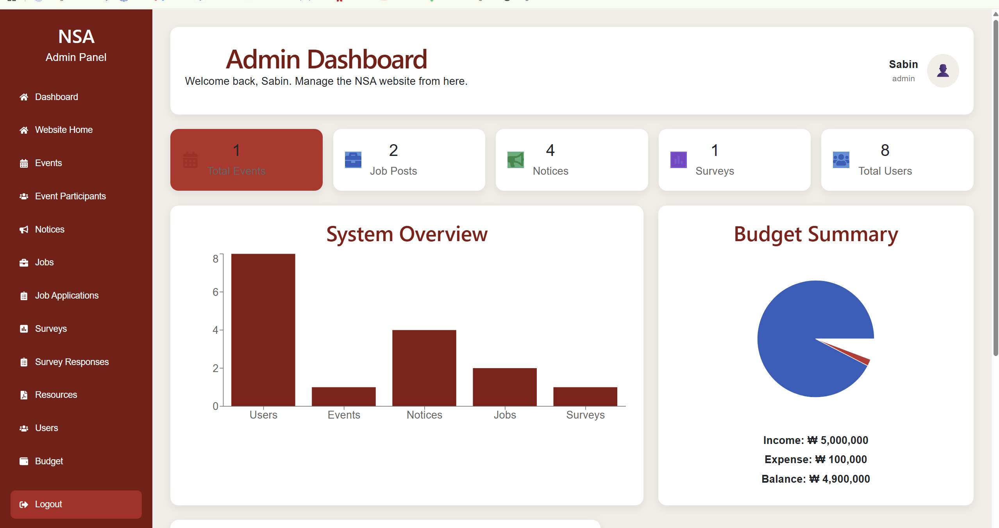 NSA
Admin Panel
Dashboard
Website Home
Events
Event Participants
Notices
Jobs
Job Applications
Surveys
Survey Responses
Resources
Users
Budget
Logout
Admin Dashboard
Welcome back, Sabin. Manage the NSA website from here.
Sabin
admin
1
Total Events
2
Job Posts
4
Notices
1
Surveys
8
Total Users
System Overview
8
6
4
2
0
Users Events Notices Jobs Surveys
Budget Summary
Income: ₩ 5,000,000
Expense: ₩ 100,000
Balance: ₩ 4,900,000